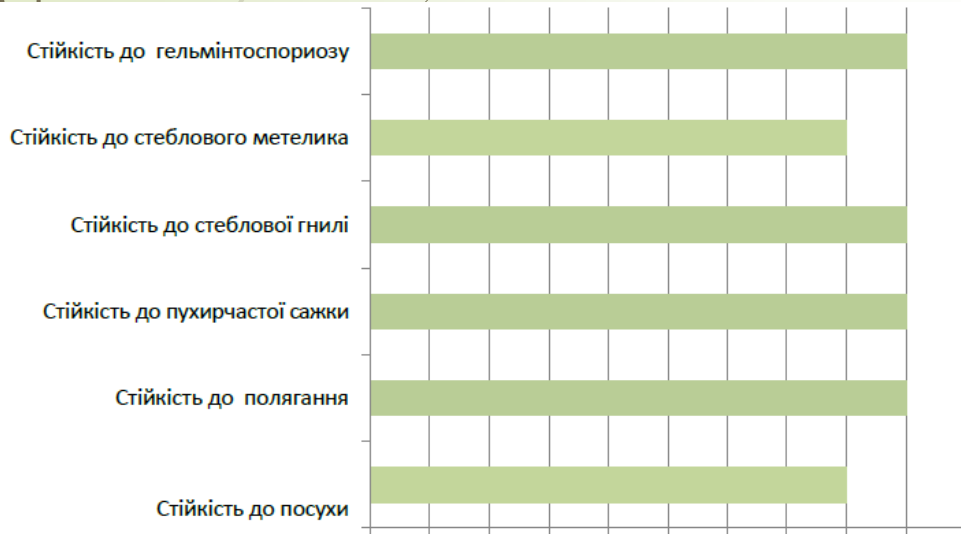 Стійкість до гельмінтоспориозу
Стійкість до стеблового метелика
Стійкість до стеблової гнилі
Стійкість до пухирчастої сажки
Стійкість до полягання
Стійкість до посухи